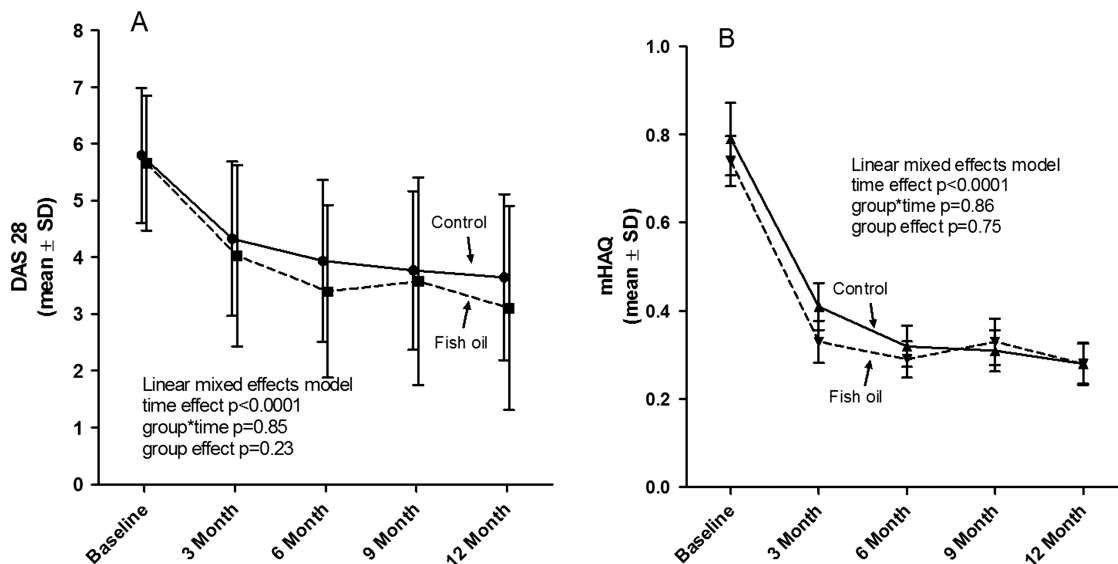 A
DAS 28
(mean ± SD)
8
7
6
5
4
3
2
1
0
Control
Fish oil
Linear mixed effects model
time effect p<0.0001
group*time p=0.85
group effect p=0.23
Baseline
3 Month
6 Month
9 Month
12 Month
B
mHAQ
(mean ± SD)
1.0
0.8
0.6
0.4
0.2
0.0
Linear mixed effects model
time effect p<0.0001
group*time p=0.86
group effect p=0.75
Control
Fish oil
Baseline
3 Month
6 Month
9 Month
12 Month